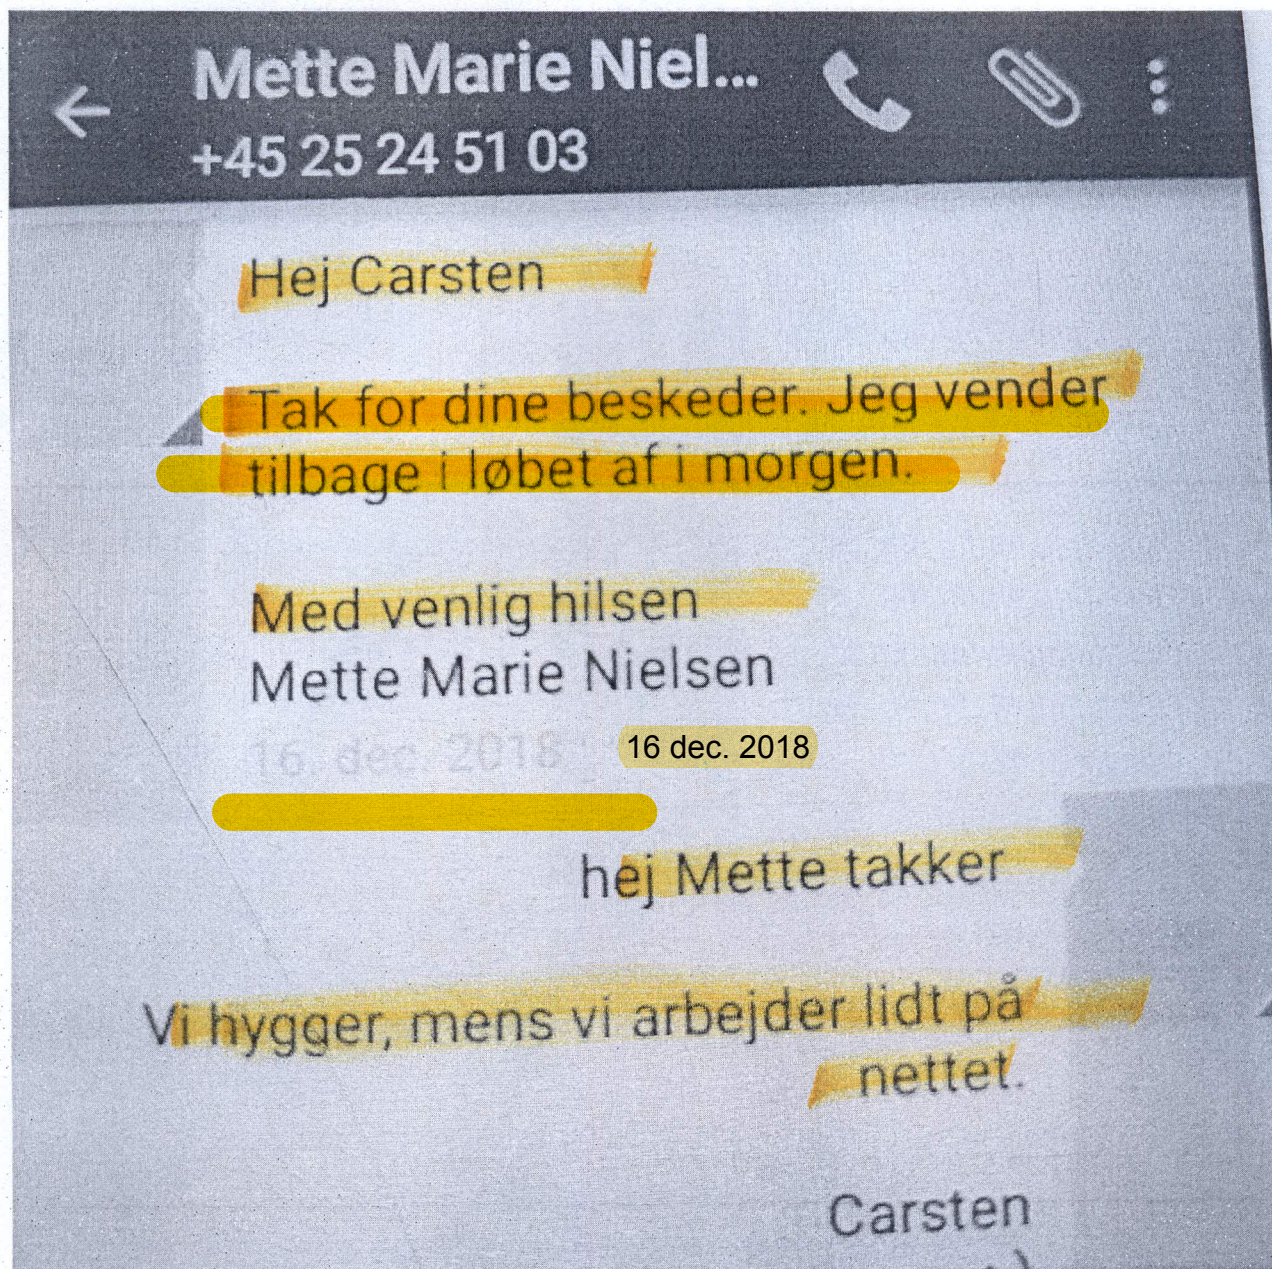 Mette Marie Niel...
+45 25 24 51 03
Hej Carsten
Tak for dine beskeder. Jeg vender
tilbage i løbet af i morgen.
Med venlig hilsen
Mette Marie Nielsen
16. dec. 2018 16 dec. 2018
hej Mette takker
Vi hygger, mens vi arbejder lidt på
nettet.
Carsten